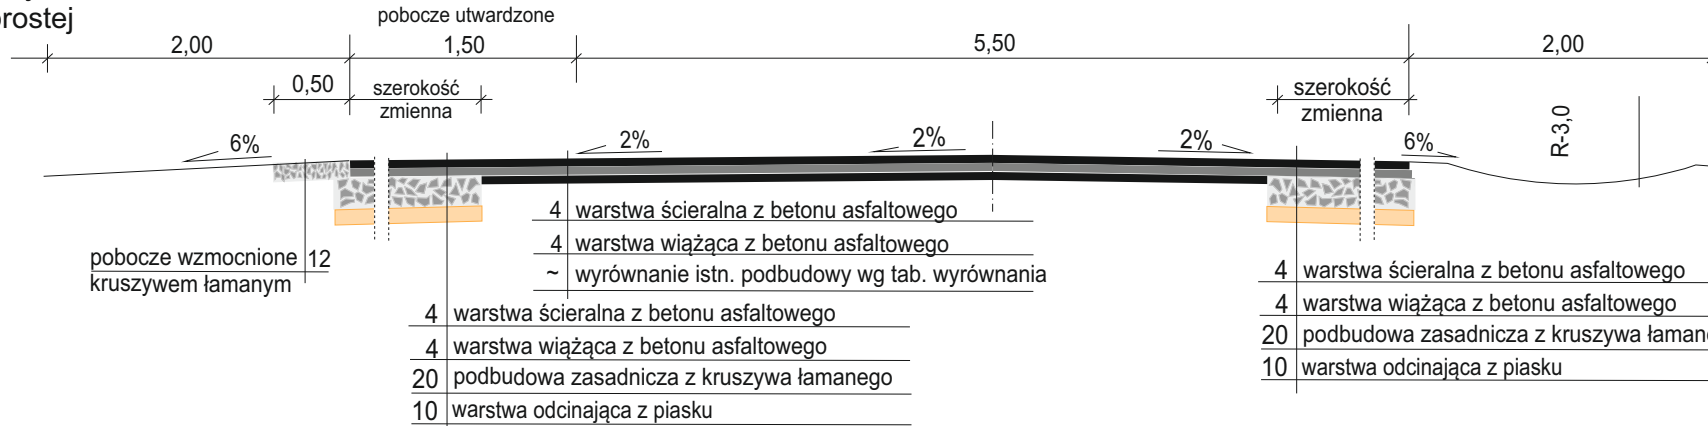 prostej
pobocze utwardzone
2,00
1,50
5,50
2,00
0,50
szerokość
zmienna
szerokość
zmienna
R-3,0
6%
2%
2%
2%
6%
4 warstwa ścieralna z betonu asfaltowego
4 warstwa wiążąca z betonu asfaltowego
~ wyrównanie istn. podbudowy wg tab. wyrównania
pobocze wzmocnione 12
kruszywem łamanym
4 warstwa ścieralna z betonu asfaltowego
4 warstwa wiążąca z betonu asfaltowego
20 podbudowa zasadnicza z kruszywa łamanego
10 warstwa odcinająca z piasku
4 warstwa ścieralna z betonu asfaltowego
4 warstwa wiążąca z betonu asfaltowego
20 podbudowa zasadnicza z kruszywa łaman
10 warstwa odcinająca z piasku